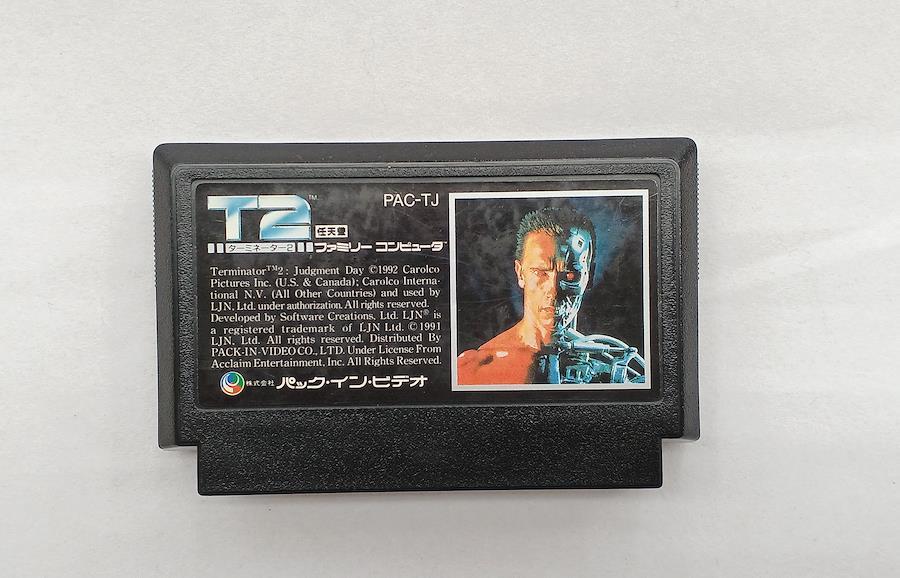 T2™
PAC-TJ
任天堂
ターミネーター2
ファミリー コンピュータ
Terminator™2: Judgment Day ©1992 Carolco
Pictures Inc. (U.S. & Canada); Carolco Interna-
tional N.V. (All Other Countries) and used by
LJN, Ltd. under authorization. All rights reserved.
Developed by Software Creations, Ltd. LJN® is
a registered trademark of LJN Ltd. ©1991
LJN, Ltd. All rights reserved. Distributed By
PACK-IN-VIDEO CO., LTD. Under License From
Acclaim Entertainment, Inc. All Rights Reserved.
株式会社 パック・イン・ビデオ